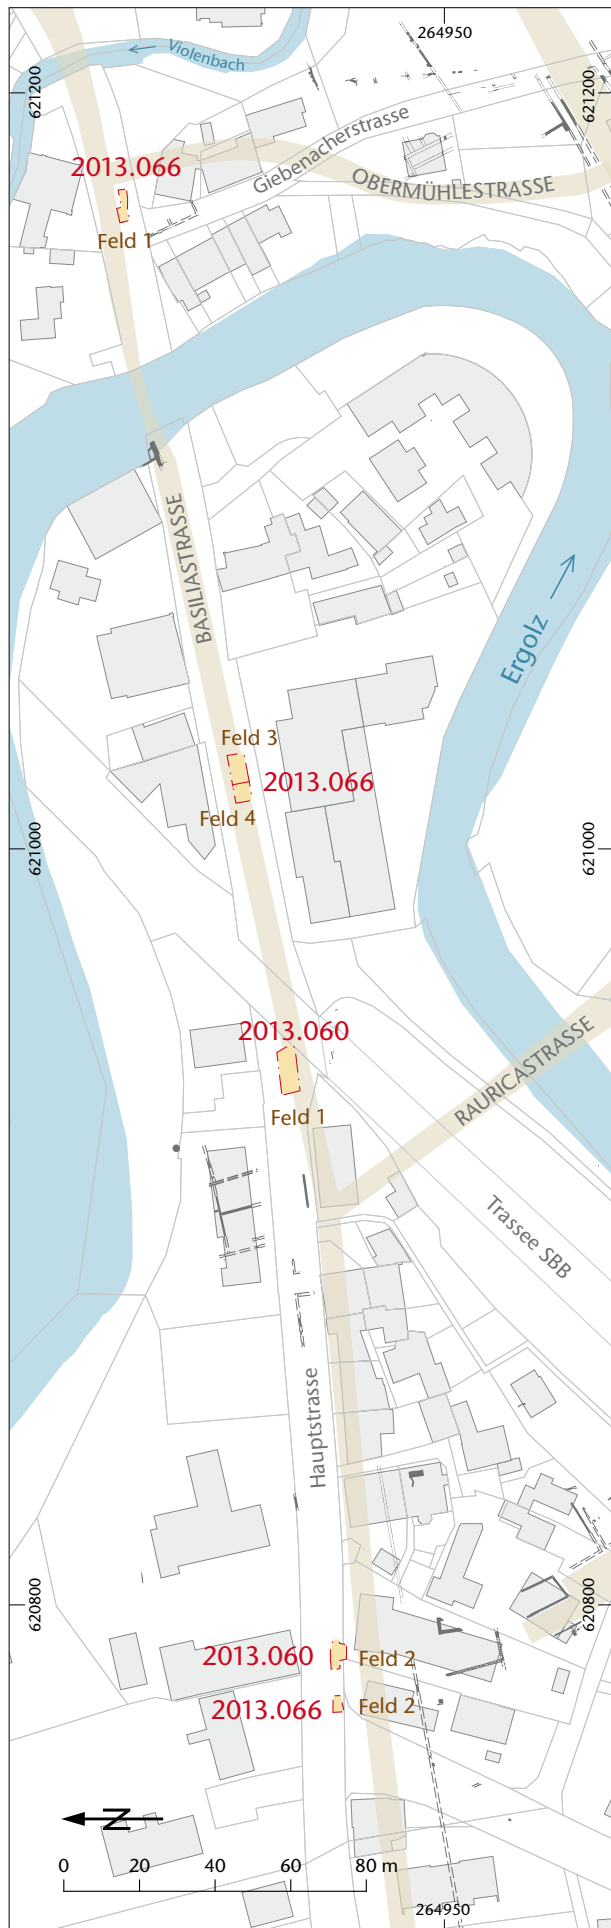 264950
Violenbach
621200
621200
Giebenacherstrasse
2013.066
OBERMÜHLESTRASSE
Feld 1
BASILIASTRASSE
Ergolz
Feld 3
2013.066
Feld 4
621000
621000
2013.060
RAURICASTRASSE
Feld 1
Trassee SBB
Hauptstrasse
620800
620800
2013.060 Feld 2
2013.066 Feld 2
N
0 20 40 60 80 m
264950